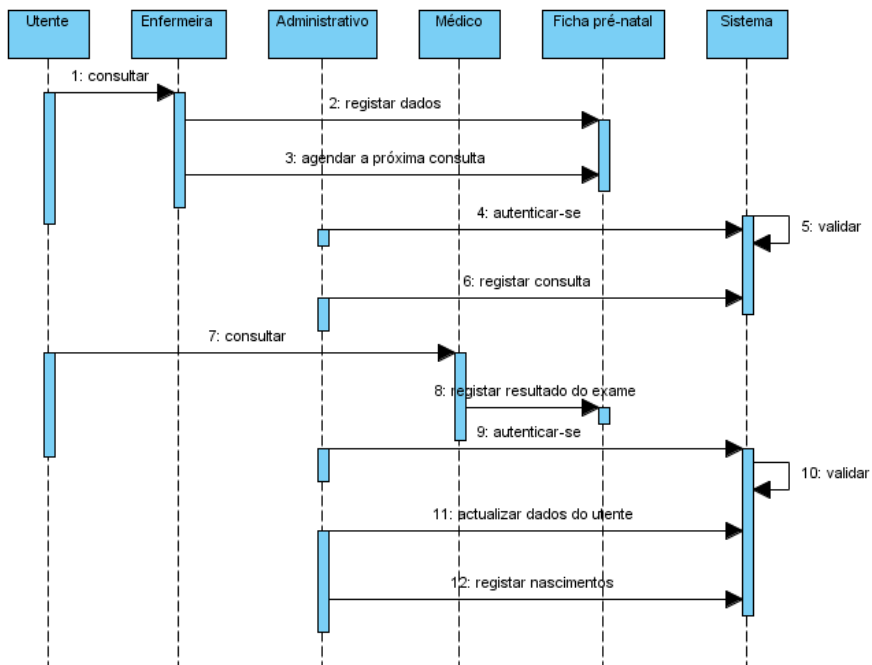 Utente
Enfermeira
Administrativo
Médico
Ficha pré-natal
Sistema
1: consultar
2: registar dados
3: agendar a próxima consulta
4: autenticar-se
5: validar
6: registar consulta
7: consultar
8: registar resultado do exame
9: autenticar-se
10: validar
11: actualizar dados do utente
12: registar nascimentos